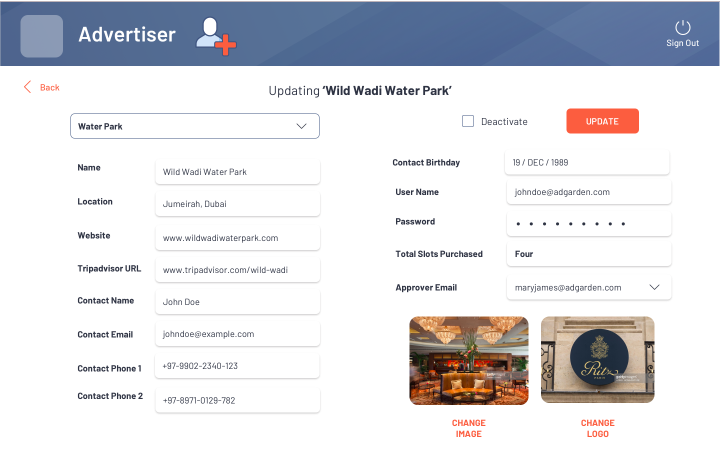 Advertiser
Sign Out
Back
Updating ‘Wild Wadi Water Park’
Water Park
Deactivate
UPDATE
Name
Wild Wadi Water Park
Location
Jumeirah, Dubai
Website
www.wildwadiwaterpark.com
Tripadvisor URL
www.tripadvisor.com/wild-wadi
Contact Name
John Doe
Contact Email
johndoe@example.com
Contact Phone 1
+97-9902-2340-123
Contact Phone 2
+97-8971-0129-782
Contact Birthday
19 / DEC / 1989
User Name
johndoe@adgarden.com
Password
Total Slots Purchased
Four
Approver Email
maryjames@adgarden.com
Ritz
CHANGE
IMAGE
CHANGE
LOGO